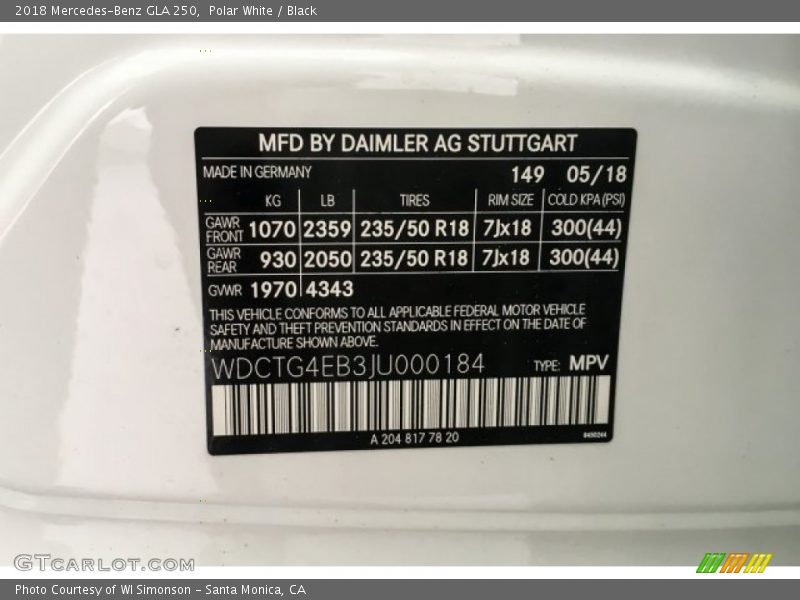 2018 Mercedes-Benz GLA 250,  Polar White / Black
MFD BY DAIMLER AG STUTTGART
MADE IN GERMANY 149 05/18
KG LB TIRES RIM SIZE COLD KPA (PSI)
GAWR FRONT 1070 2359 235/50 R18 7Jx18 300(44)
GAWR REAR 930 2050 235/50 R18 7Jx18 300(44)
GVWR 1970 4343
THIS VEHICLE CONFORMS TO ALL APPLICABLE FEDERAL MOTOR VEHICLE
SAFETY AND THEFT PREVENTION STANDARDS IN EFFECT ON THE DATE OF
MANUFACTURE SHOWN ABOVE.
WDCTG4EB3JU000184 TYPE: MPV
A 204 817 78 20
GTCARLOT.COM
Photo Courtesy of WI Simonson - Santa Monica, CA